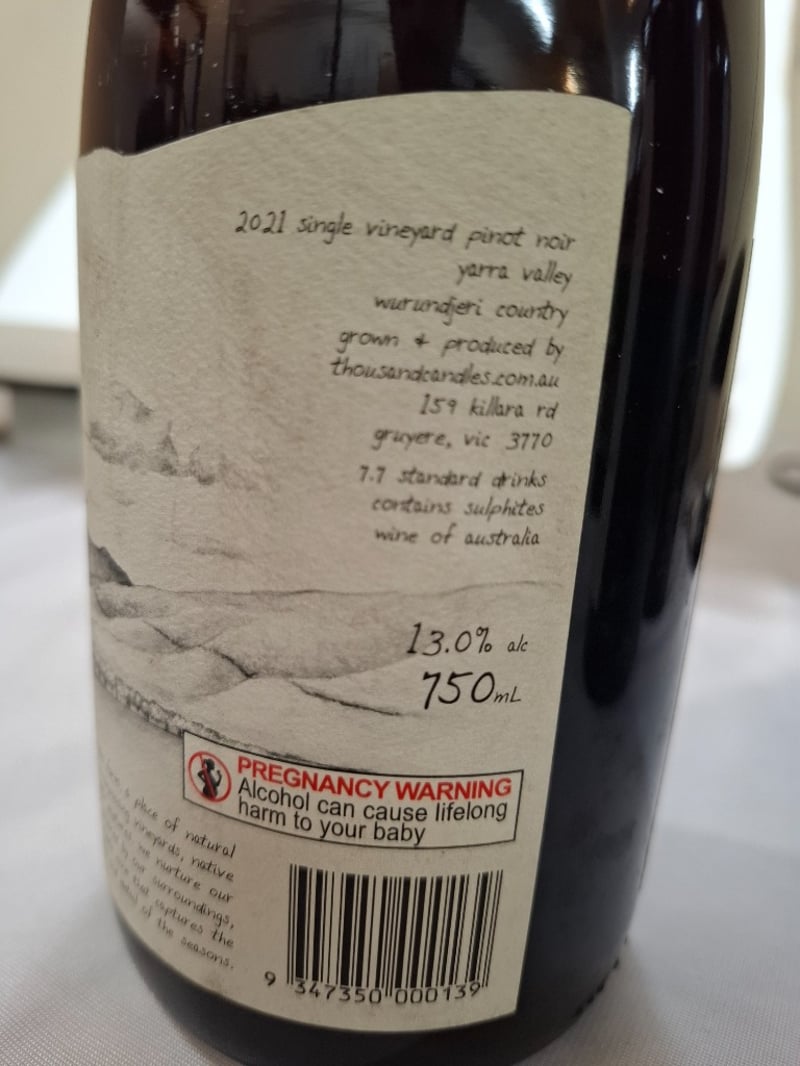 2021 single vineyard pinot noir
yarra valley
wurundjeri country
grown & produced by
thousandcandles.com.au
159 killara rd
gruyere, vic 3770
7.7 standard drinks
contains sulphites
wine of australia
13.0% alc
750mL
PREGNANCY WARNING
Alcohol can cause lifelong
harm to your baby
a place of natural
vineyards, native
we nurture our
by our surroundings,
that captures the
of the seasons.
9 347350 000139